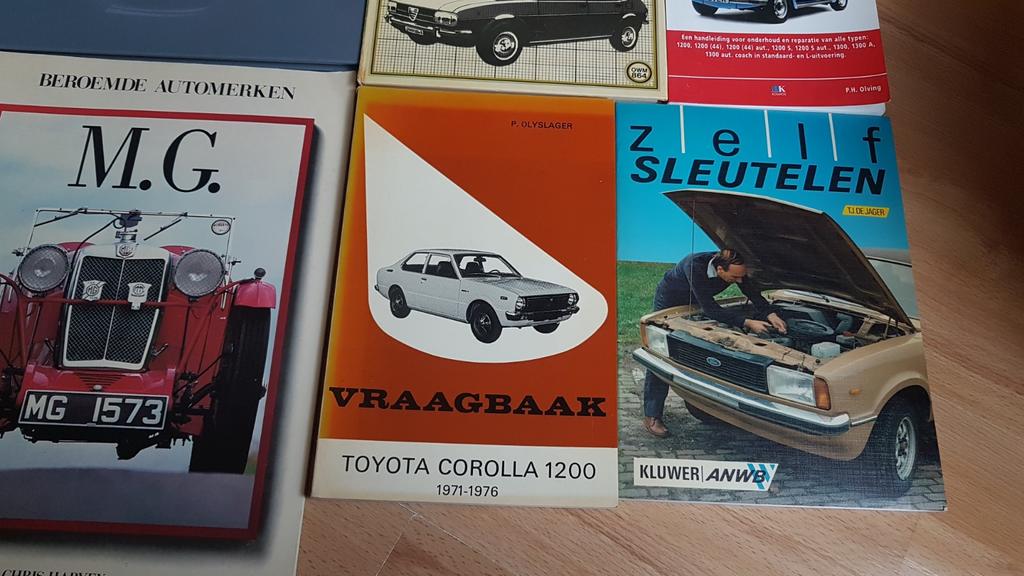 OWM
864
Een handleiding voor onderhoud en reparatie van alle typen:
1200, 1200 (44), 1200 (44) aut., 1200 S, 1200 S aut., 1300, 1300 A,
1300 aut. coach in standaard- en L-uitvoering.
P.H. Olving
BEROEMDE AUTOMERKEN
M.G.
MG 1573
CHRIS HARVEY
P. OLYSLAGER
VRAAGBAAK
TOYOTA COROLLA 1200
1971-1976
zelf
SLEUTELEN
T.J. DE JAGER
Ford
KLUWER ANWB